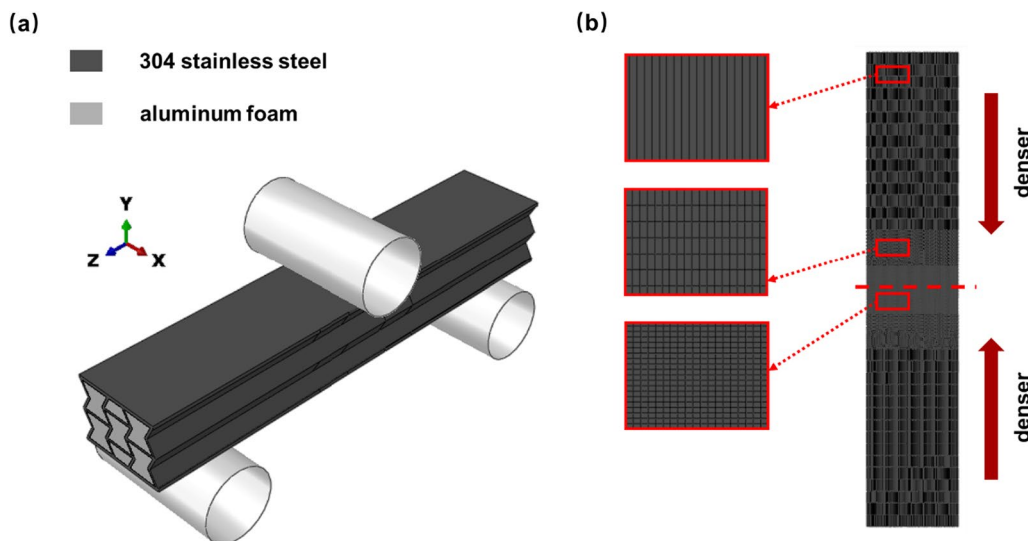 (a)
304 stainless steel
aluminum foam
Y
Z
X
(b)
denser
denser